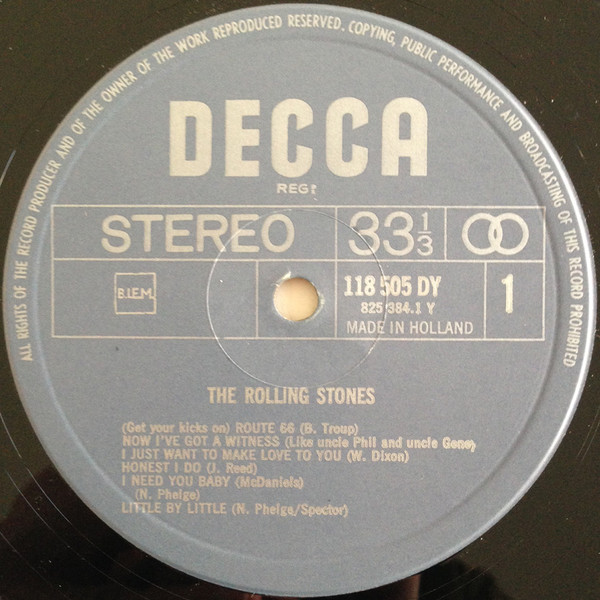 ALL RIGHTS OF THE RECORD PRODUCER AND OF THE OWNER OF THE WORK REPRODUCED RESERVED. COPYING, PUBLIC PERFORMANCE AND BROADCASTING OF THIS RECORD PROHIBITED
DECCA
REGT
STEREO 33 1/3
B.I.E.M. 118 505 DY 1
825 384.1 Y
MADE IN HOLLAND
THE ROLLING STONES
(Get your kicks on) ROUTE 66 (B. Troup)
NOW I'VE GOT A WITNESS (Like uncle Phil and uncle Gene)
I JUST WANT TO MAKE LOVE TO YOU (W. Dixon)
HONEST I DO (J. Reed)
I NEED YOU BABY (McDaniels)
(N. Phelge)
LITTLE BY LITTLE (N. Phelge/Spector)